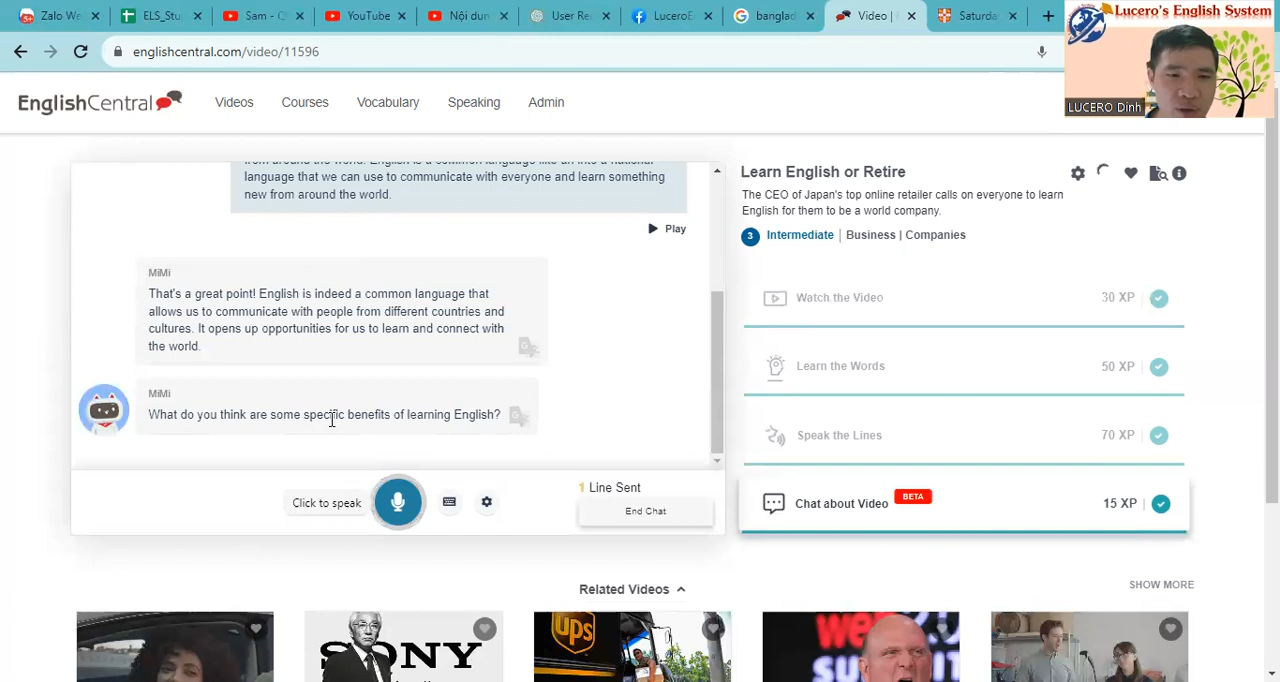 Zalo We
ELS_Stu
Sam - Q
YouTube
Nội dun
User Re
LuceroE
banglad
Video |
Saturda
englishcentral.com/video/11596
Lucero's English System
LUCERO Dinh
EnglishCentral
Videos
Courses
Vocabulary
Speaking
Admin
language that we can use to communicate with everyone and learn something
new from around the world.
Play
MiMi
That's a great point! English is indeed a common language that
allows us to communicate with people from different countries and
cultures. It opens up opportunities for us to learn and connect with
the world.
MiMi
What do you think are some specific benefits of learning English?
Click to speak
1 Line Sent
End Chat
Learn English or Retire
The CEO of Japan's top online retailer calls on everyone to learn
English for them to be a world company.
3 Intermediate | Business | Companies
Watch the Video 30 XP
Learn the Words 50 XP
Speak the Lines 70 XP
Chat about Video BETA 15 XP
Related Videos
SHOW MORE
SONY
ups